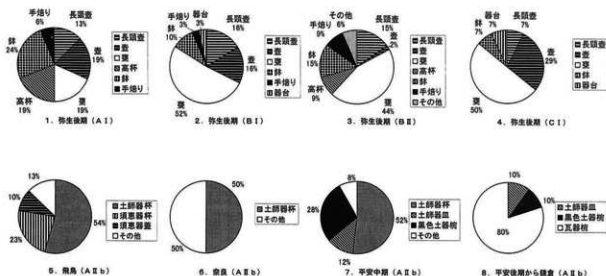 手焙り 6%
長頸壺 13%
鉢 24%
壺 19%
高杯 19%
甕 19%
長頸壺
壺
甕
高杯
鉢
手焙り
1. 弥生後期(AⅠ)
手焙り 3%
器台 3%
鉢 10%
長頸壺 16%
壺 16%
甕 52%
長頸壺
壺
甕
鉢
手焙り
器台
2. 弥生後期(BⅠ)
その他 6%
手焙り 9%
長頸壺 15%
壺 2%
鉢 15%
高杯 9%
甕 44%
長頸壺
壺
甕
高杯
鉢
手焙り
その他
3. 弥生後期(BⅡ)
器台 7%
鉢 7%
長頸壺 7%
壺 29%
甕 50%
長頸壺
壺
甕
鉢
器台
4. 弥生後期(CⅠ)
13%
10%
23%
54%
土師器杯
須恵器杯
須恵器蓋
その他
5. 飛鳥(AⅡb)
50%
50%
土師器杯
その他
6. 奈良(AⅡb)
8%
28%
52%
12%
土師器杯
土師器皿
黒色土器椀
その他
7. 平安中期(AⅡb)
10%
10%
80%
土師器皿
黒色土器椀
瓦器椀
8. 平安後期から鎌倉(AⅡb)